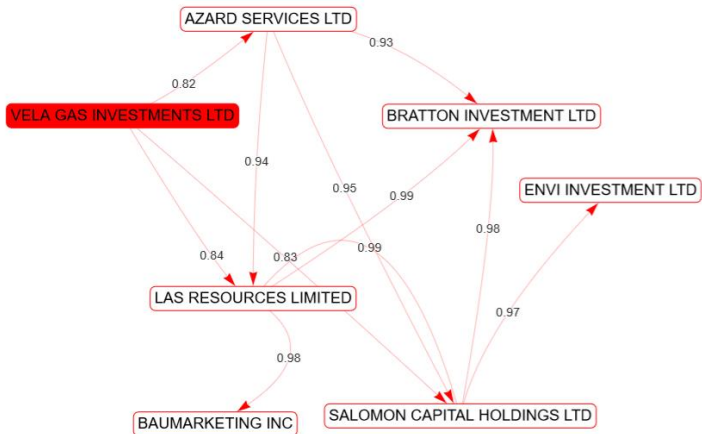 AZARD SERVICES LTD
0.93
0.82
VELA GAS INVESTMENTS LTD
BRATTON INVESTMENT LTD
0.94
0.95
ENVI INVESTMENT LTD
0.99
0.98
0.84
0.83
0.99
LAS RESOURCES LIMITED
0.97
0.98
BAUMARKETING INC
SALOMON CAPITAL HOLDINGS LTD